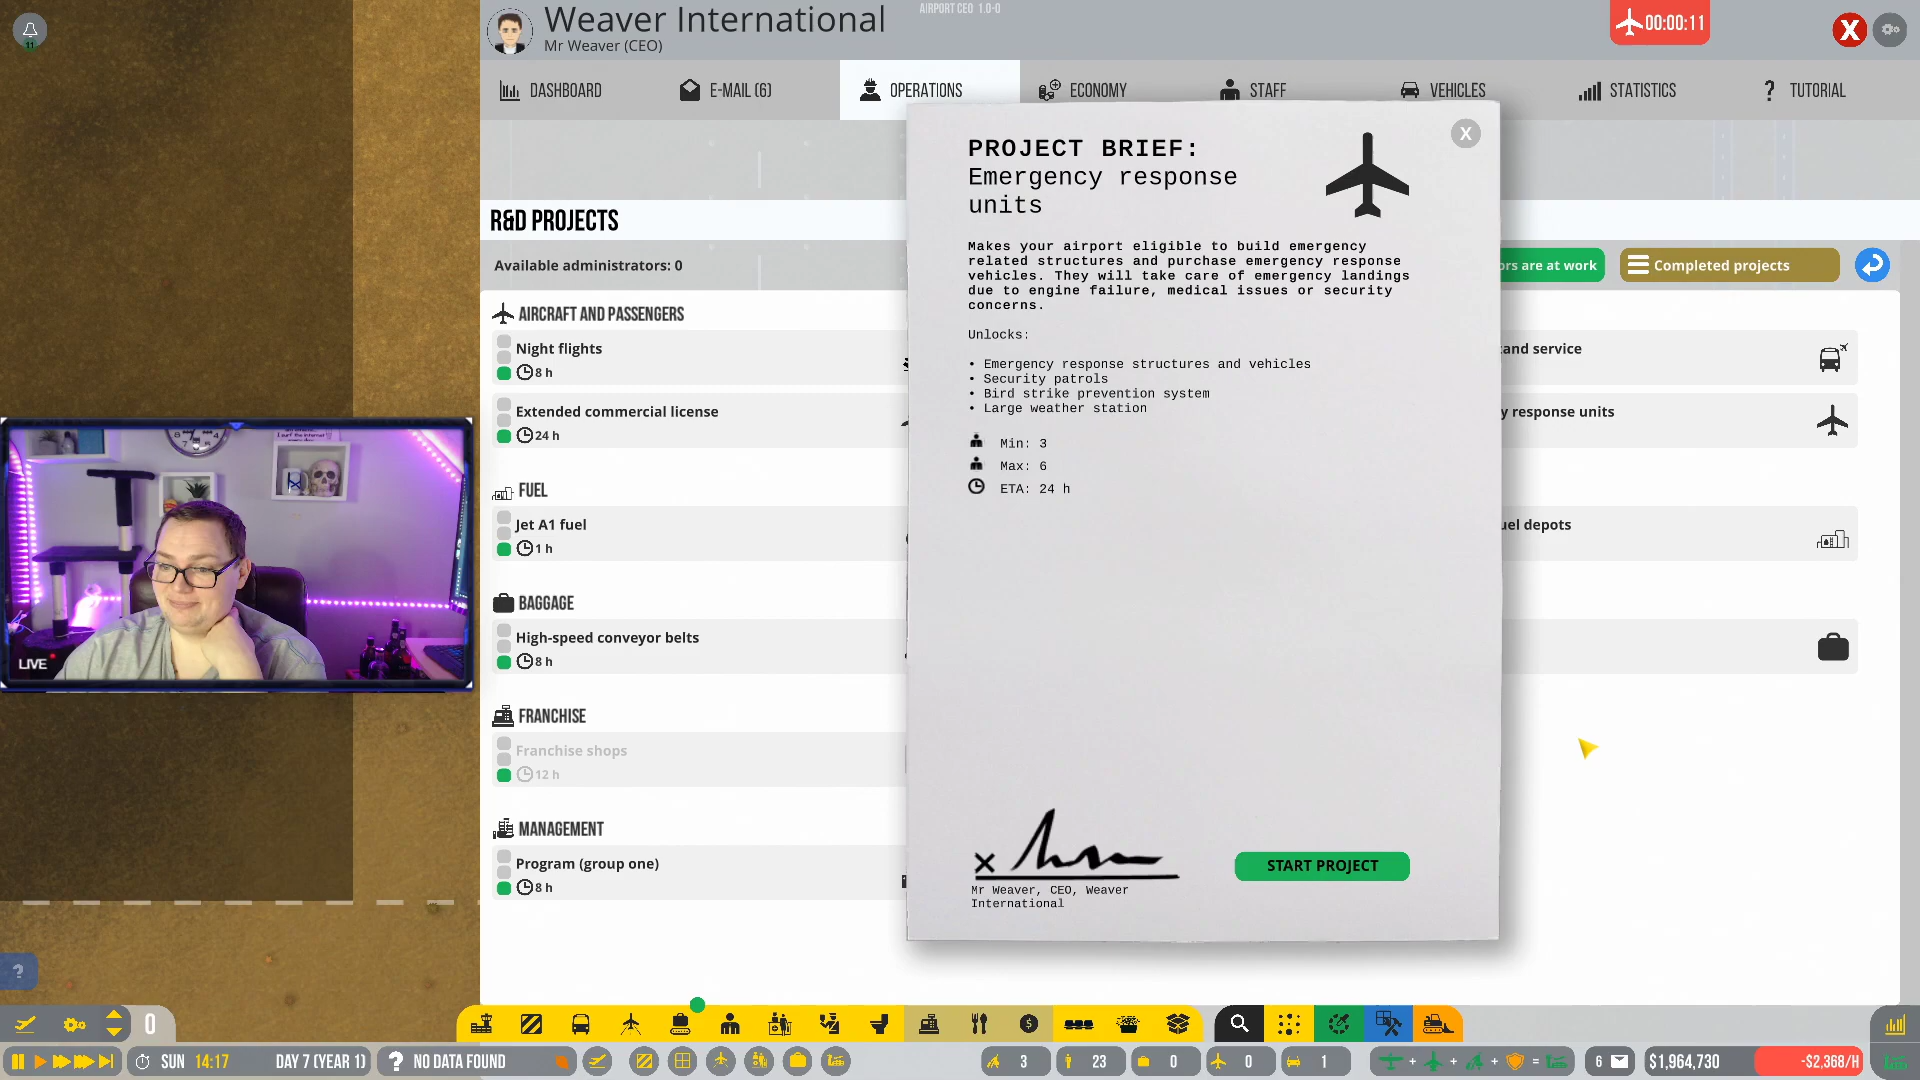 AIRPORT CEO 1.0-0
Weaver International
Mr Weaver (CEO)
00:00:11
X
11
DASHBOARD
E-MAIL (6)
OPERATIONS
ECONOMY
STAFF
VEHICLES
STATISTICS
? TUTORIAL
R&D PROJECTS
Available administrators: 0
ors are at work
Completed projects
AIRCRAFT AND PASSENGERS
Night flights
8 h
Extended commercial license
24 h
FUEL
Jet A1 fuel
1 h
BAGGAGE
High-speed conveyor belts
8 h
FRANCHISE
Franchise shops
12 h
MANAGEMENT
Program (group one)
8 h
tand service
y response units
uel depots
X
PROJECT BRIEF:
Emergency response
units
Makes your airport eligible to build emergency
related structures and purchase emergency response
vehicles. They will take care of emergency landings
due to engine failure, medical issues or security
concerns.
Unlocks:
• Emergency response structures and vehicles
• Security patrols
• Bird strike prevention system
• Large weather station
Min: 3
Max: 6
ETA: 24 h
Mr Weaver, CEO, Weaver
International
START PROJECT
LIVE
?
0
SUN 14:17
DAY 7 (YEAR 1)
? NO DATA FOUND
3
23
0
0
1
+ + + =
6
$1,964,730
-$2,368/H